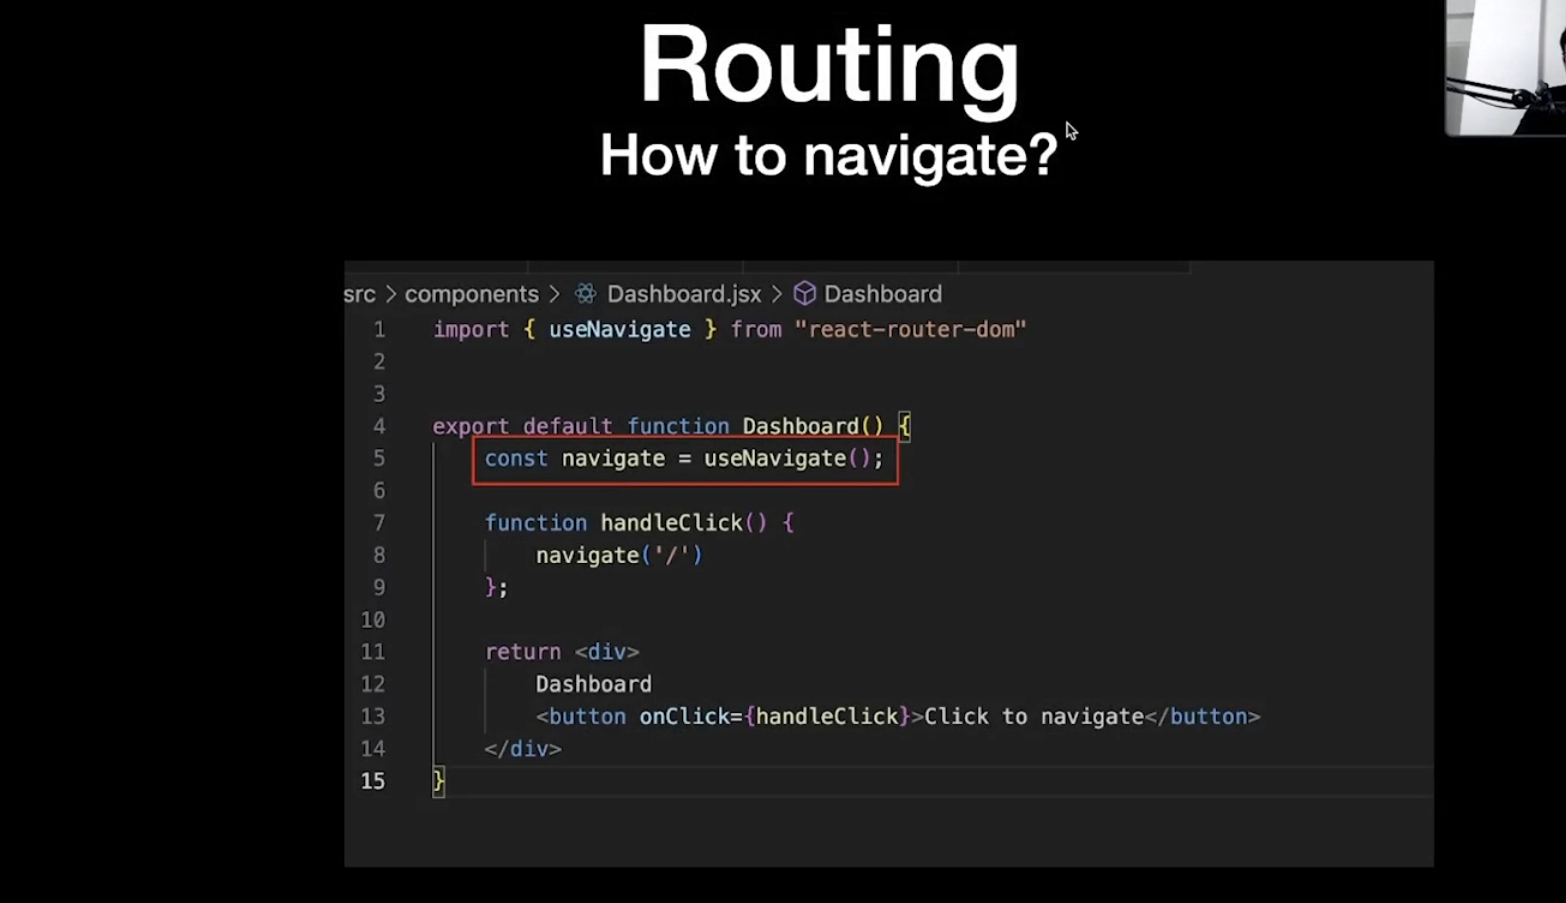 Routing
How to navigate?
src > components > Dashboard.jsx > Dashboard
1 import { useNavigate } from "react-router-dom"
2
3
4 export default function Dashboard() {
5 const navigate = useNavigate();
6
7 function handleClick() {
8 navigate('/')
9 };
10
11 return <div>
12 Dashboard
13 <button onClick={handleClick}>Click to navigate</button>
14 </div>
15 }